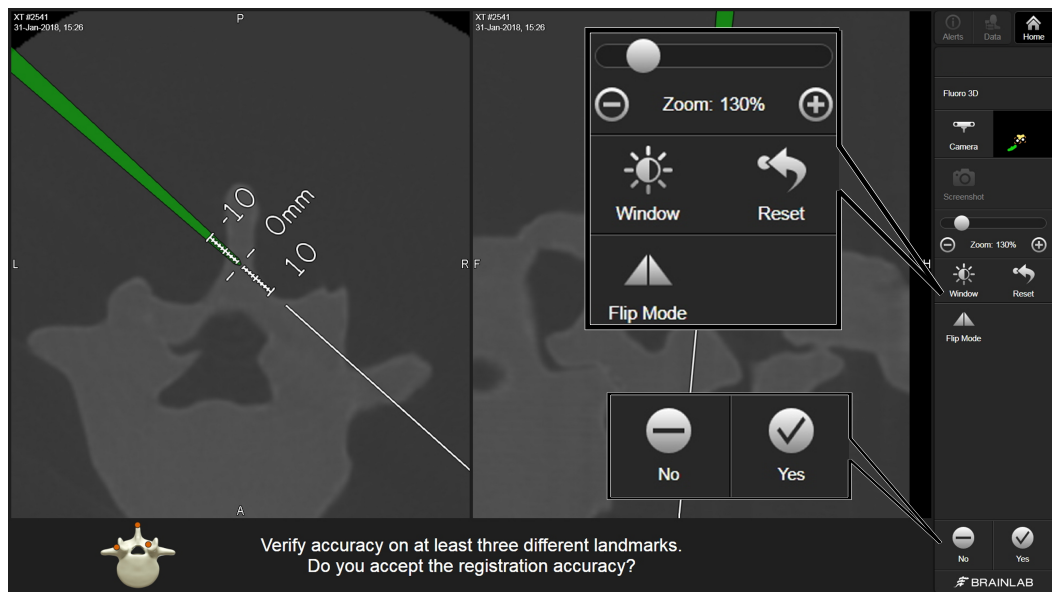 XT #2541
31-Jan-2018, 15:26
P
L
R
A
-10
0mm
10
XT #2541
31-Jan-2018, 15:26
F
H
Zoom: 130%
Window
Reset
Flip Mode
No
Yes
Alerts
Data
Home
Fluoro 3D
Camera
Screenshot
Zoom: 130%
Window
Reset
Flip Mode
No
Yes
BRAINLAB
Verify accuracy on at least three different landmarks.
Do you accept the registration accuracy?